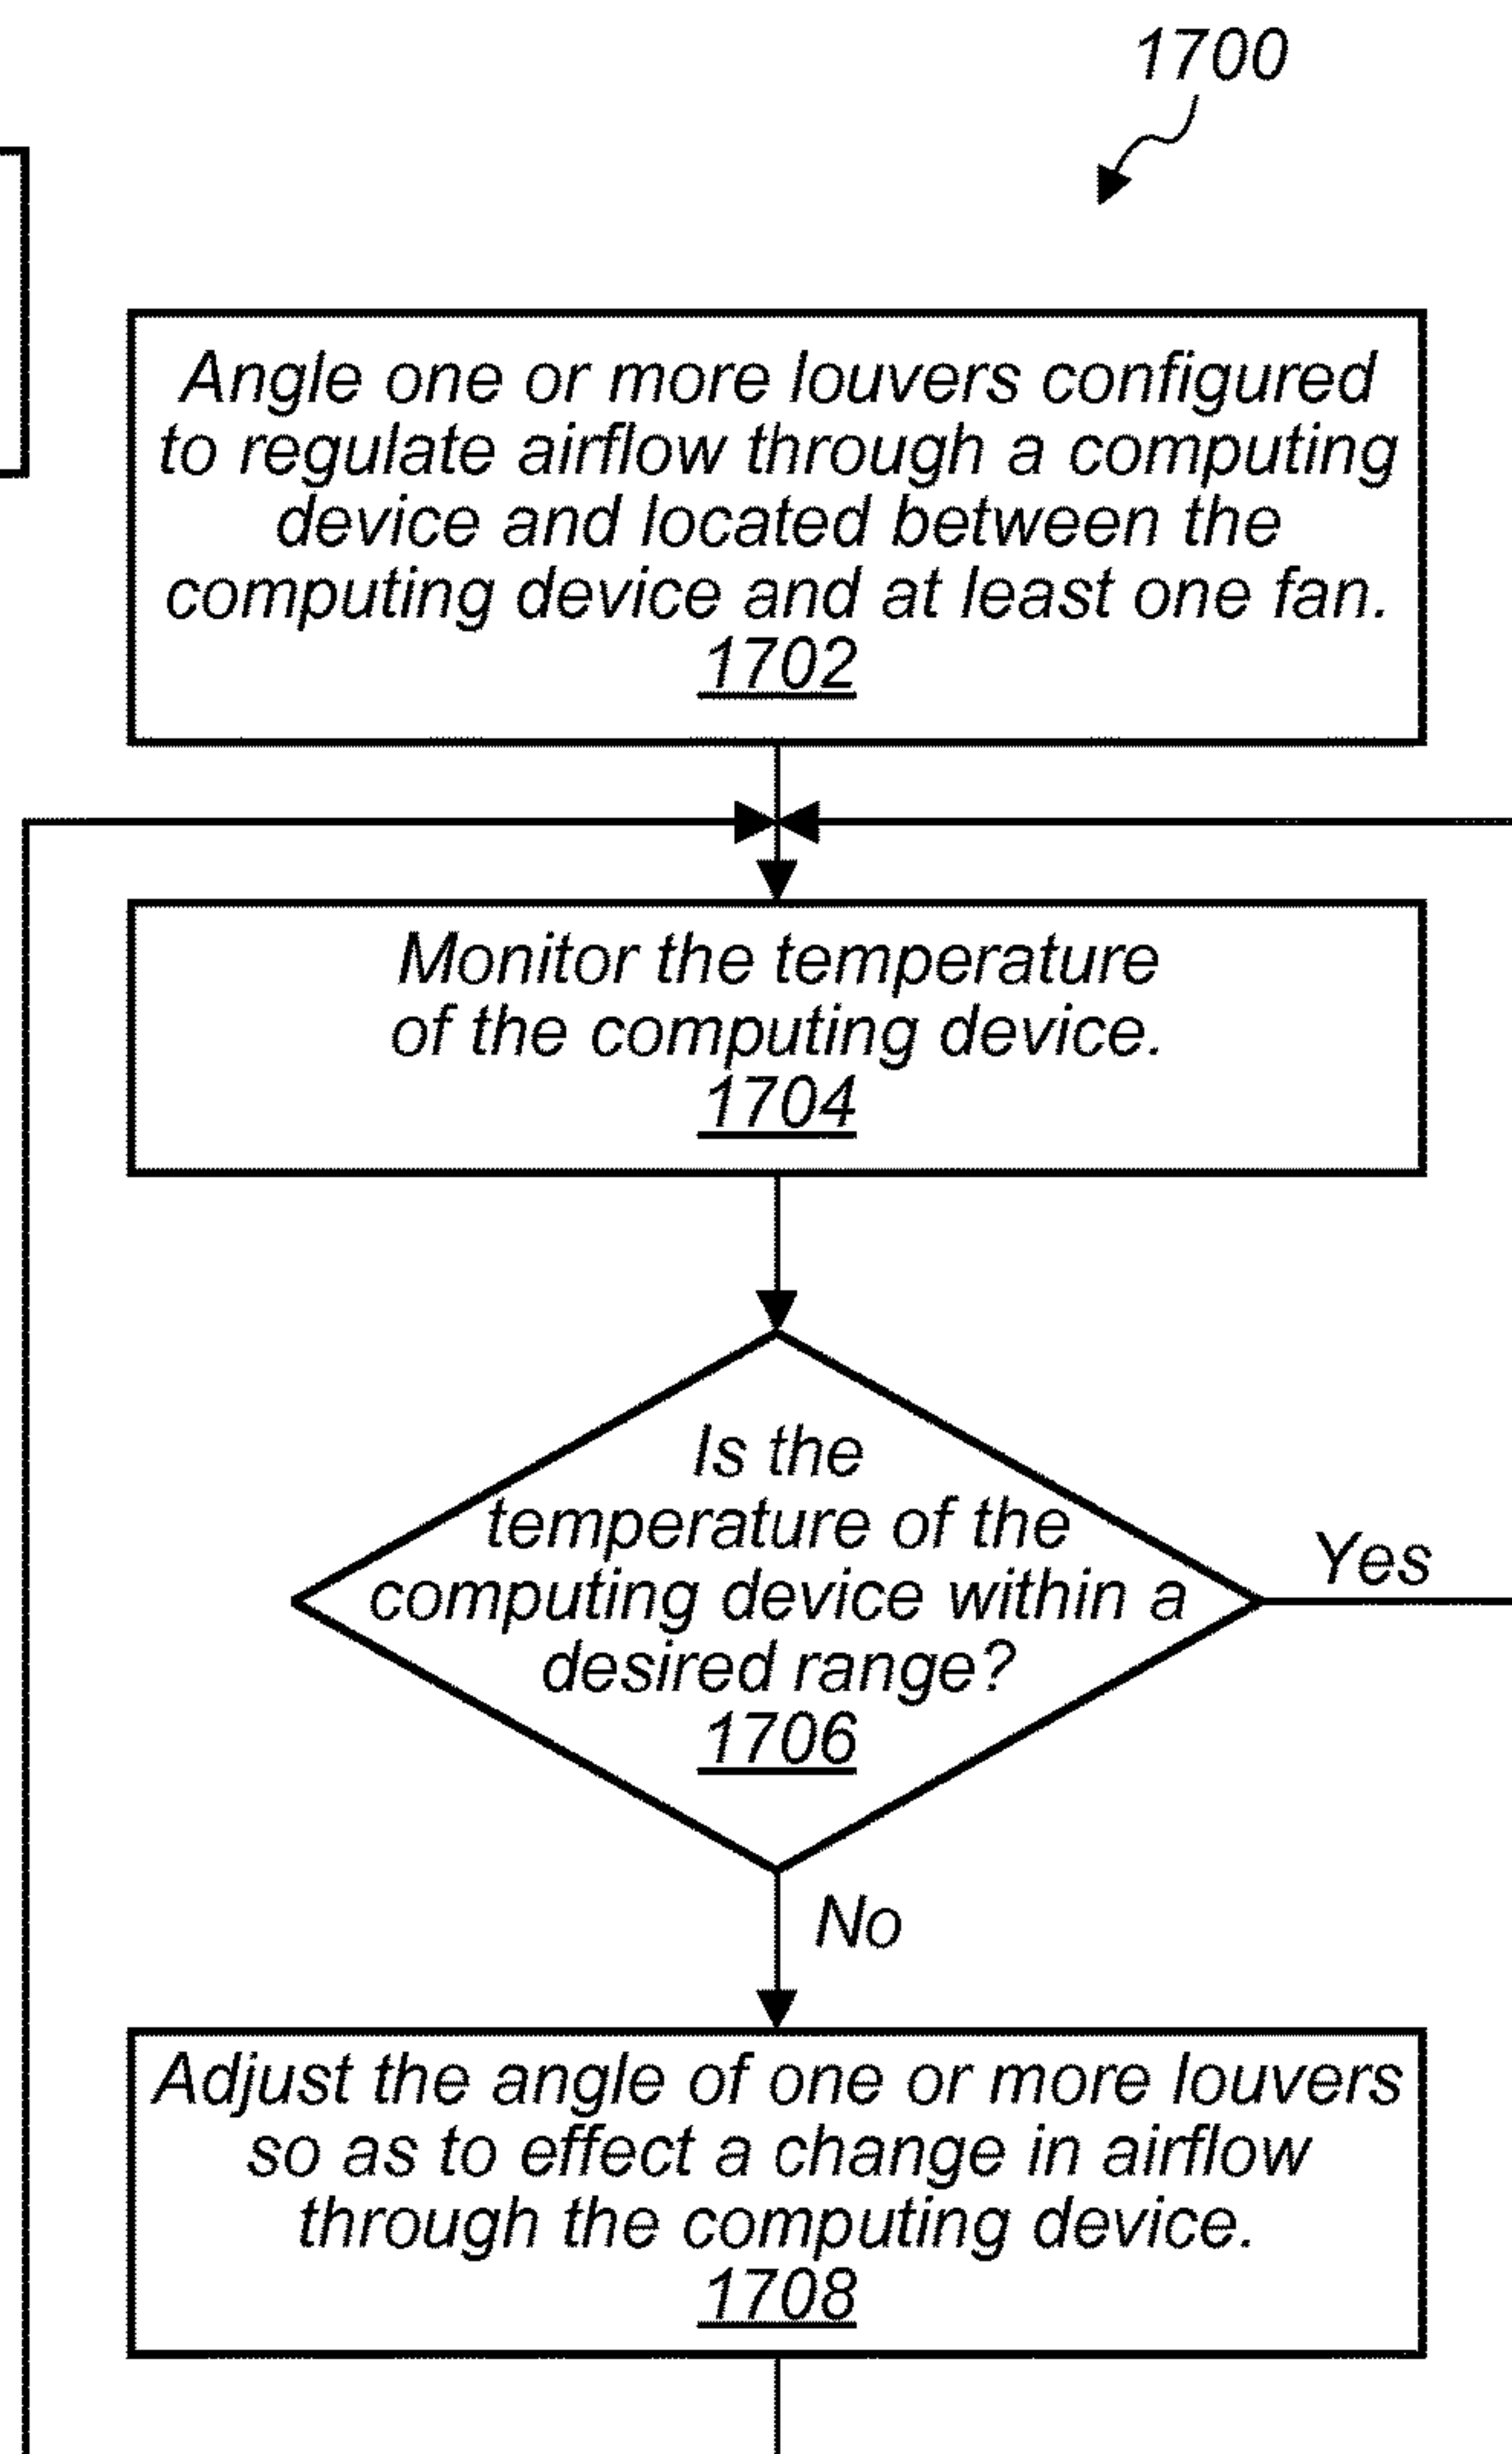 1700
Angle one or more louvers configured
to regulate airflow through a computing
device and located between the
computing device and at least one fan.
1702
Monitor the temperature
of the computing device.
1704
Is the
temperature of the
computing device within a
desired range?
1706
Yes
No
Adjust the angle of one or more louvers
so as to effect a change in airflow
through the computing device.
1708